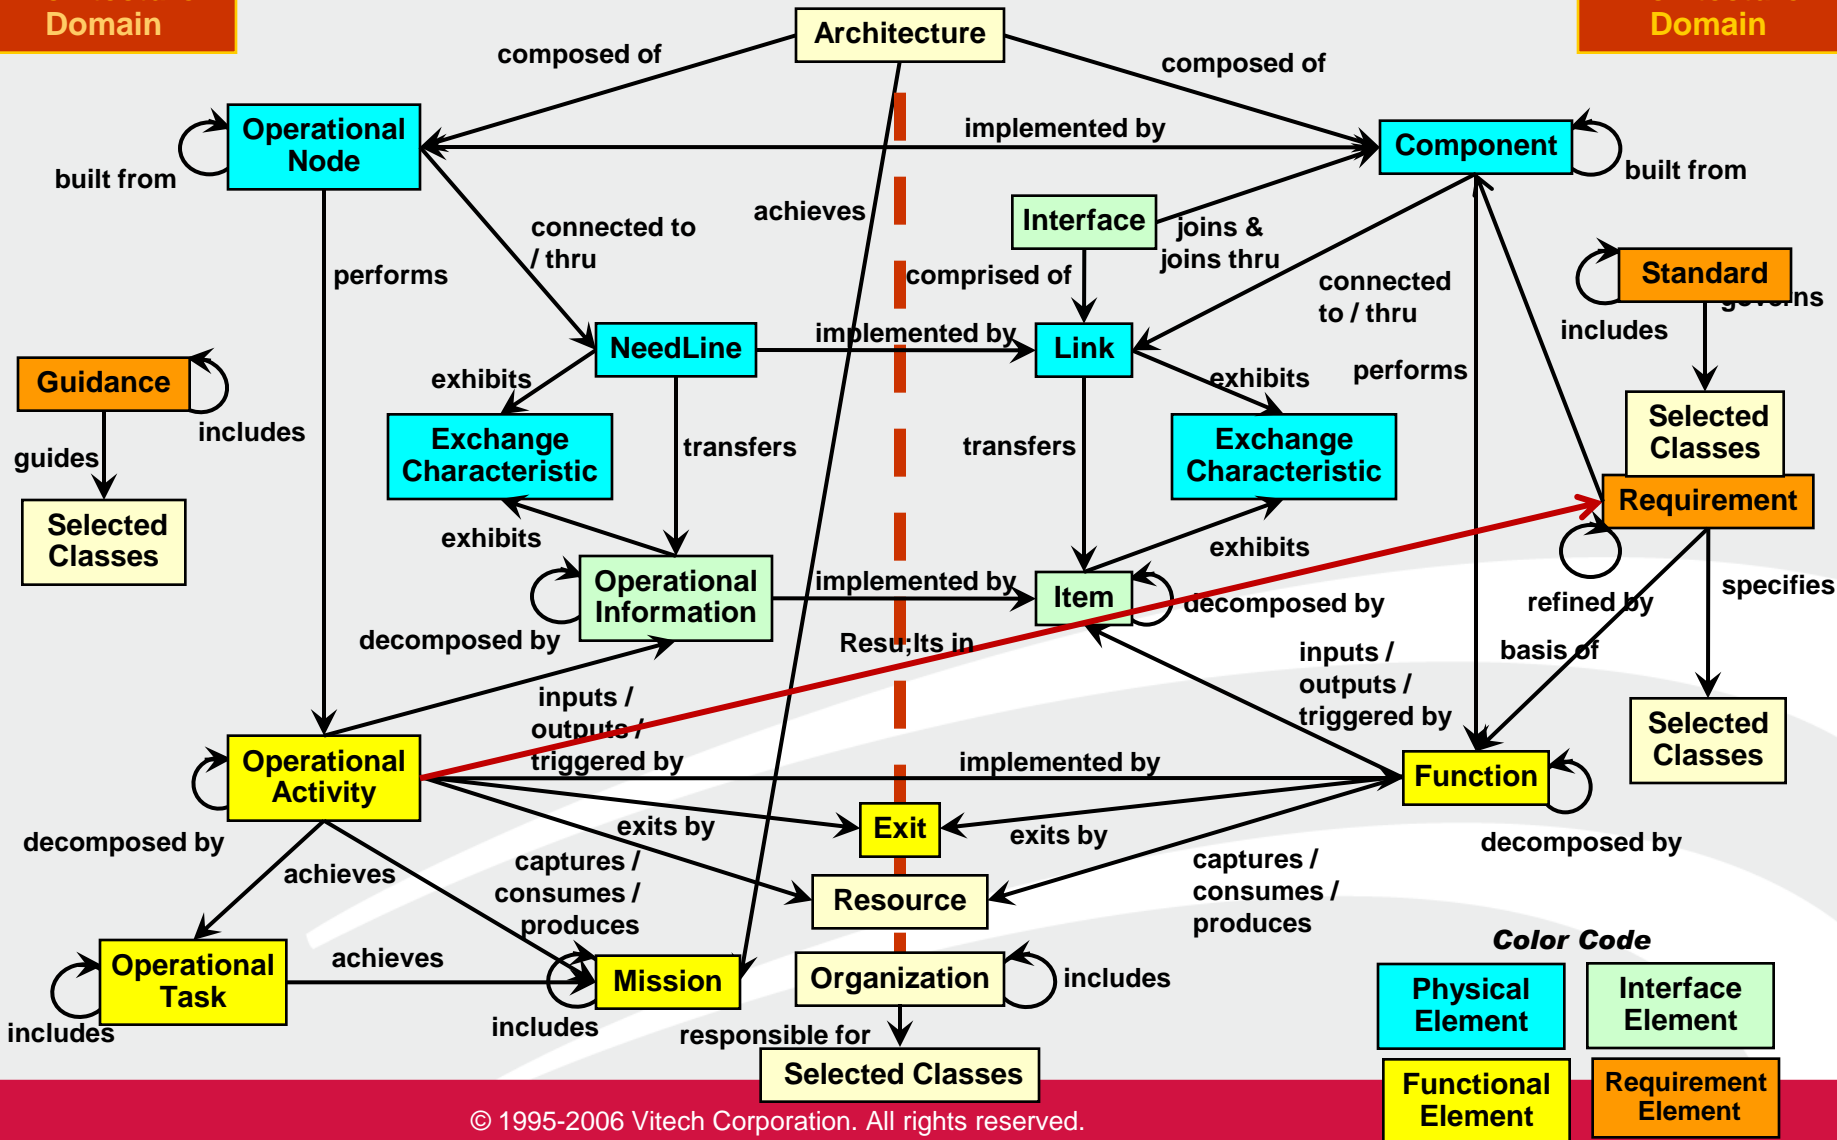 Domain
Domain
Architecture
composed of
composed of
Operational
Node
built from
implemented by
Component
built from
achieves
Interface
joins &
joins thru
connected to
/ thru
performs
comprised of
connected
to / thru
Standard
governs
includes
NeedLine
implemented by
Link
performs
Guidance
includes
guides
exhibits
exhibits
Exchange
Characteristic
transfers
transfers
Exchange
Characteristic
Selected
Classes
Requirement
Selected
Classes
exhibits
exhibits
Operational
Information
decomposed by
implemented by
Item
decomposed by
refined by
specifies
Resu;lts in
basis of
inputs /
outputs /
triggered by
inputs /
outputs /
triggered by
Selected
Classes
Operational
Activity
decomposed by
implemented by
Function
decomposed by
exits by
Exit
exits by
achieves
captures /
consumes /
produces
Resource
captures /
consumes /
produces
Operational
Task
includes
achieves
Mission
includes
Organization
includes
responsible for
Selected Classes
Color Code
Physical
Element
Interface
Element
Functional
Element
Requirement
Element
© 1995-2006 Vitech Corporation. All rights reserved.